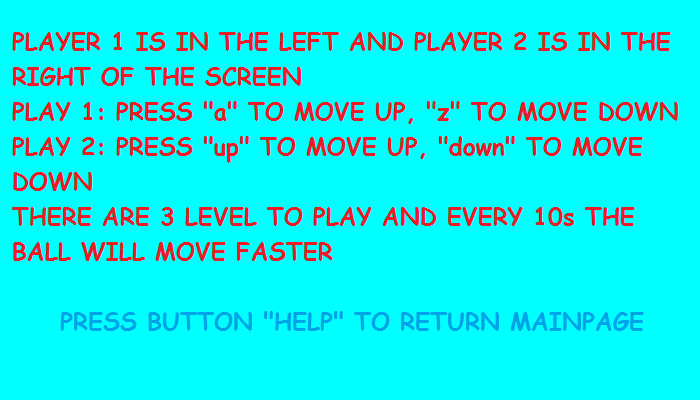 PLAYER 1 IS IN THE LEFT AND PLAYER 2 IS IN THE
RIGHT OF THE SCREEN
PLAY 1: PRESS "a" TO MOVE UP, "z" TO MOVE DOWN
PLAY 2: PRESS "up" TO MOVE UP, "down" TO MOVE
DOWN
THERE ARE 3 LEVEL TO PLAY AND EVERY 10s THE
BALL WILL MOVE FASTER
PRESS BUTTON "HELP" TO RETURN MAINPAGE